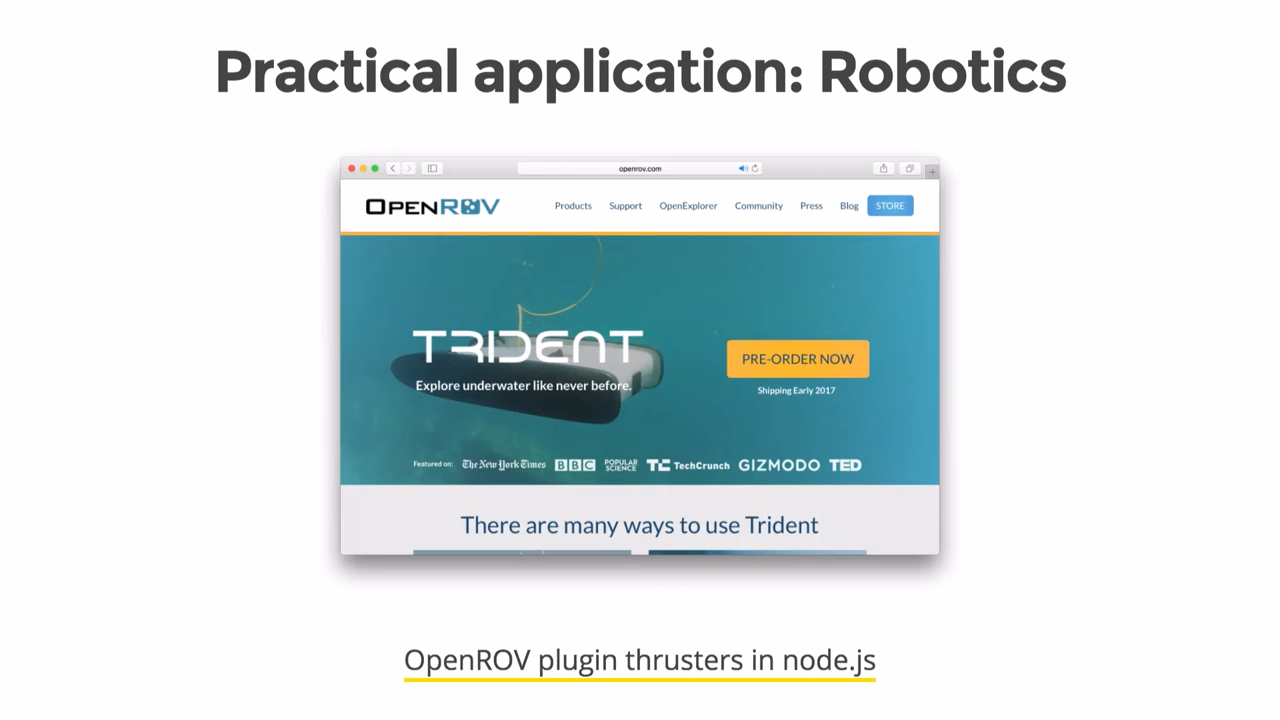 Practical application: Robotics
openrov.com
OPENROV
Products Support OpenExplorer Community Press Blog STORE
TRIDENT
Explore underwater like never before.
PRE-ORDER NOW
Shipping Early 2017
Featured on: The New York Times BBC POPULAR SCIENCE TC TechCrunch GIZMODO TED
There are many ways to use Trident
OpenROV plugin thrusters in node.js